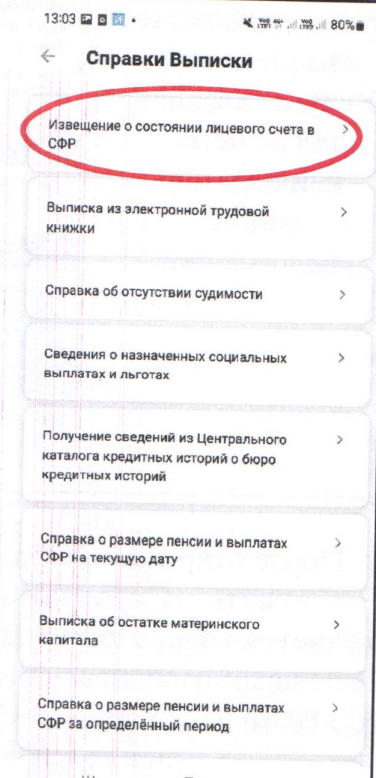 13:03
80%
Справки Выписки
Извещение о состоянии лицевого счета в
СФР
Выписка из электронной трудовой
книжки
Справка об отсутствии судимости
Сведения о назначенных социальных
выплатах и льготах
Получение сведений из Центрального
каталога кредитных историй о бюро
кредитных историй
Справка о размере пенсии и выплатах
СФР на текущую дату
Выписка об остатке материнского
капитала
Справка о размере пенсии и выплатах
СФР за определённый период